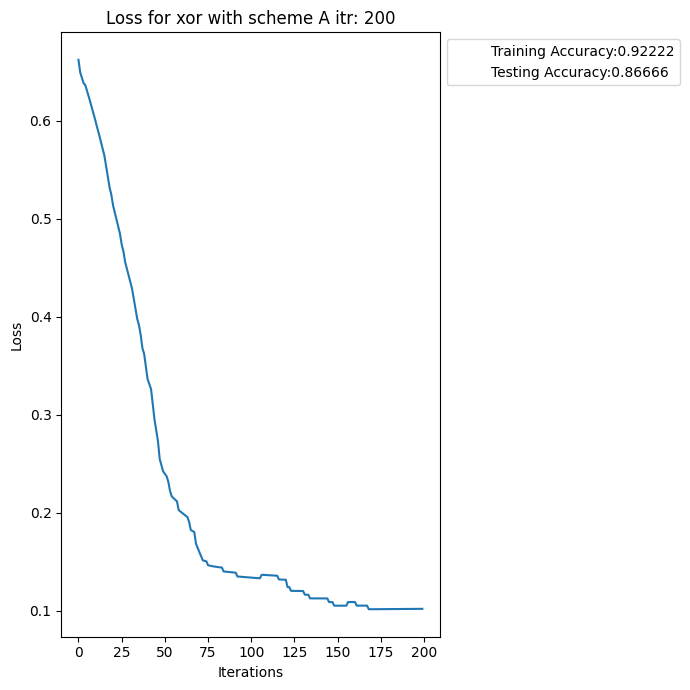 Loss for xor with scheme A itr: 200
Training Accuracy:0.92222
Testing Accuracy:0.86666
0.6
0.5
0.4
0.3
0.2
0.1
Loss
0 25 50 75 100 125 150 175 200
Iterations